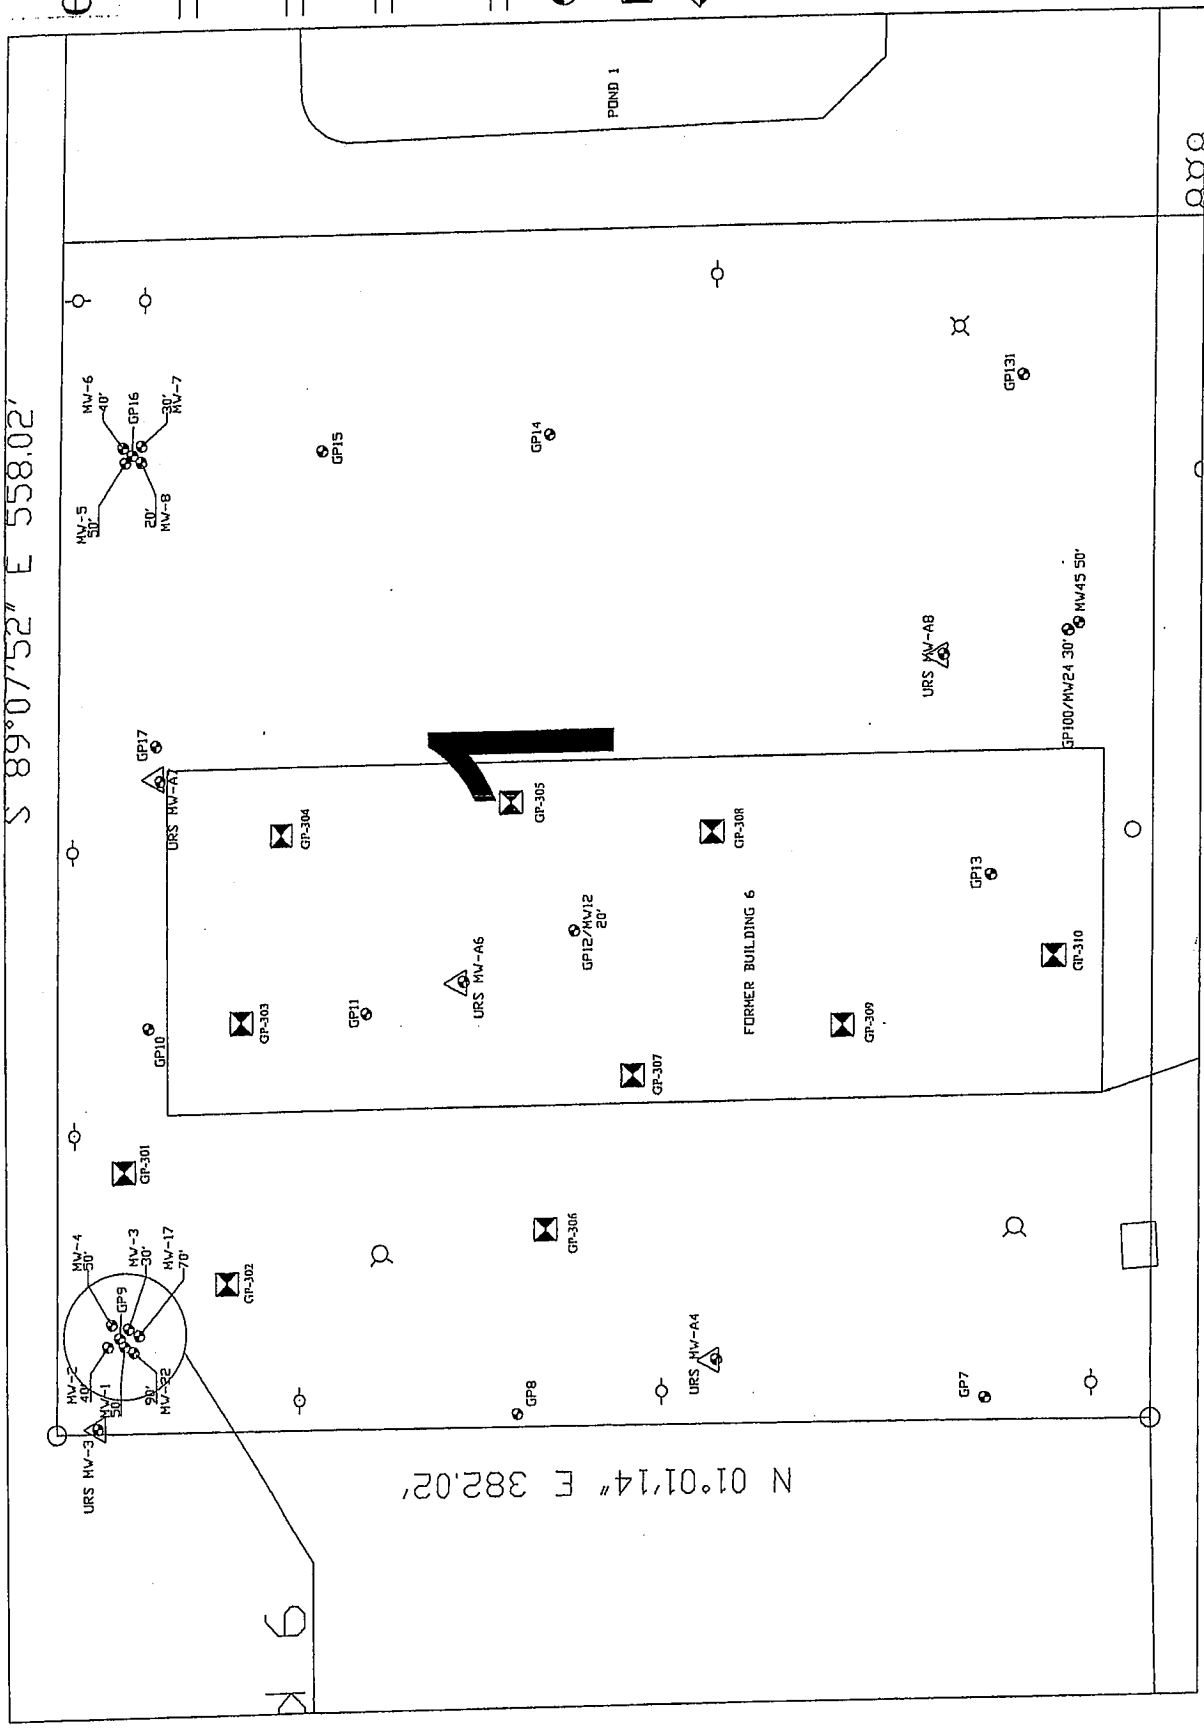 S 89°07'52" E 558.02'
N 01°01'14" E 382.02'
POND 1
MW-6
40'
GP16
30'
MW-7
MW-5
50'
20'
MW-8
GP15
GP14
GP131
GP17
URS MW-A7
GP-304
GP-305
1
GP-308
URS MW-A8
GP100/MW24 30'
MW45 50'
GP13
GP12/MW12
20'
FORMER BUILDING 6
GP-310
URS MW-A6
GP11
GP10
GP-303
GP-307
GP-309
GP-301
GP-302
GP-306
MW-4
50'
GP9
MW-3
30'
MW-17
70'
MW-2
40'
MW-1
50'
90'
MW-22
URS MW-3
GP8
URS MW-A4
GP7
9
K